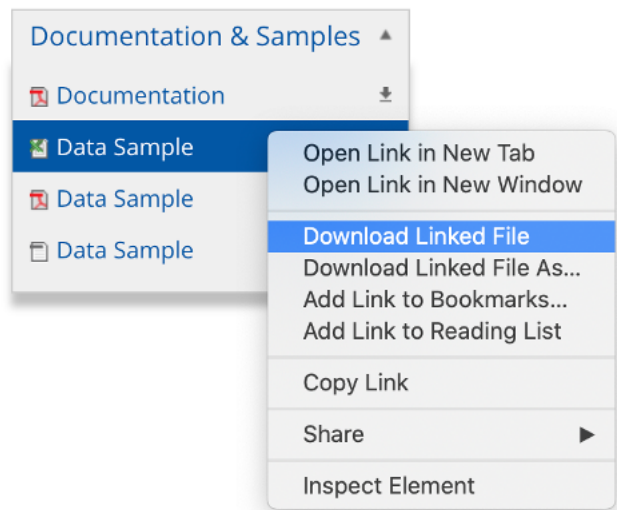 Documentation & Samples
Documentation
Data Sample
Data Sample
Data Sample
Open Link in New Tab
Open Link in New Window
Download Linked File
Download Linked File As...
Add Link to Bookmarks...
Add Link to Reading List
Copy Link
Share
Inspect Element